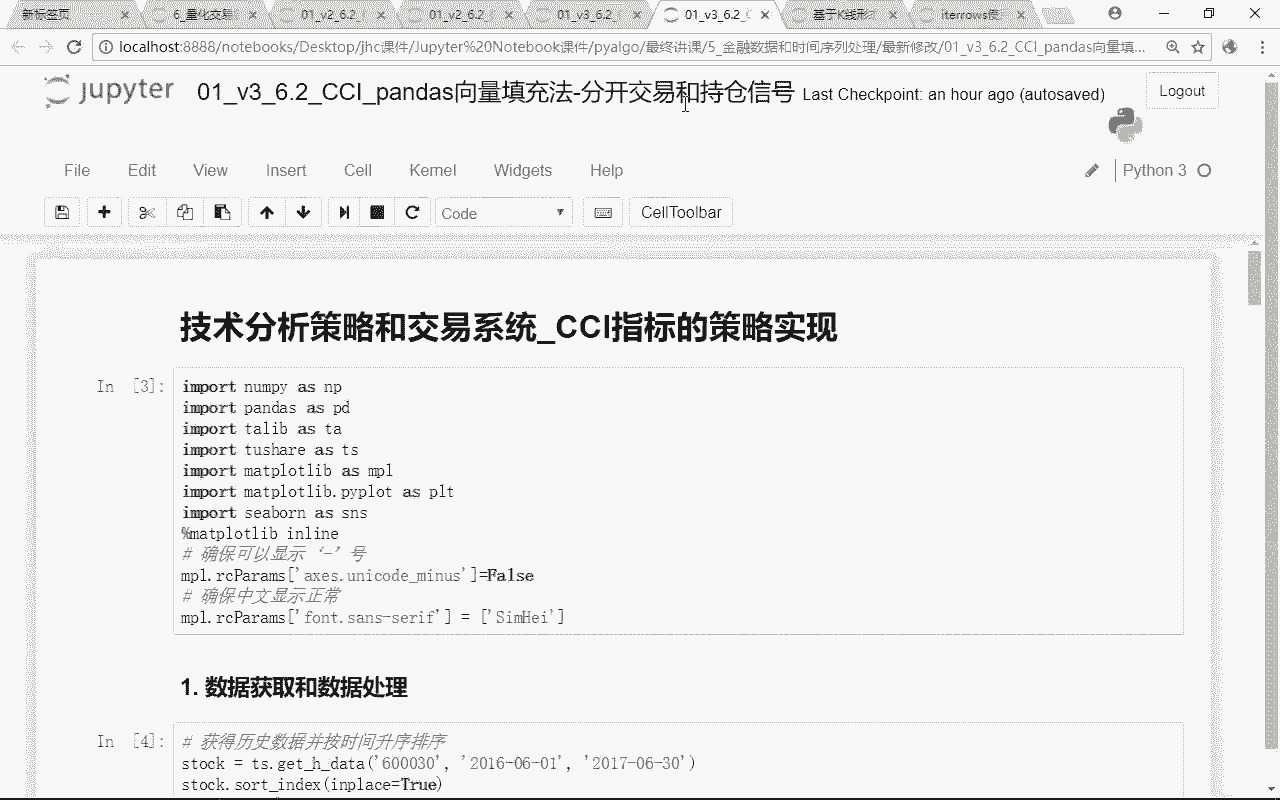 新标签页
6_量化交易
01_v2_6.2_
01_v2_6.2_
01_v3_6.2_
01_v3_6.2_
基于K线形态
iterrows使
localhost:8888/notebooks/Desktop/jhc课件/Jupyter%20Notebook课件/pyalgo/最终讲课/5_金融数据和时间序列处理/最新修改/01_v3_6.2_CCI_pandas向量填...
jupyter 01_v3_6.2_CCI_pandas向量填充法-分开交易和持仓信号 Last Checkpoint: an hour ago (autosaved) Logout
File Edit View Insert Cell Kernel Widgets Help Python 3
Code CellToolbar
技术分析策略和交易系统_CCI指标的策略实现
In [3]: import numpy as np
import pandas as pd
import talib as ta
import tushare as ts
import matplotlib as mpl
import matplotlib.pyplot as plt
import seaborn as sns
%matplotlib inline
# 确保可以显示‘-’号
mpl.rcParams['axes.unicode_minus']=False
# 确保中文显示正常
mpl.rcParams['font.sans-serif'] = ['SimHei']
1. 数据获取和数据处理
In [4]: # 获得历史数据并按时间升序排序
stock = ts.get_h_data('600030', '2016-06-01', '2017-06-30')
stock.sort_index(inplace=True)